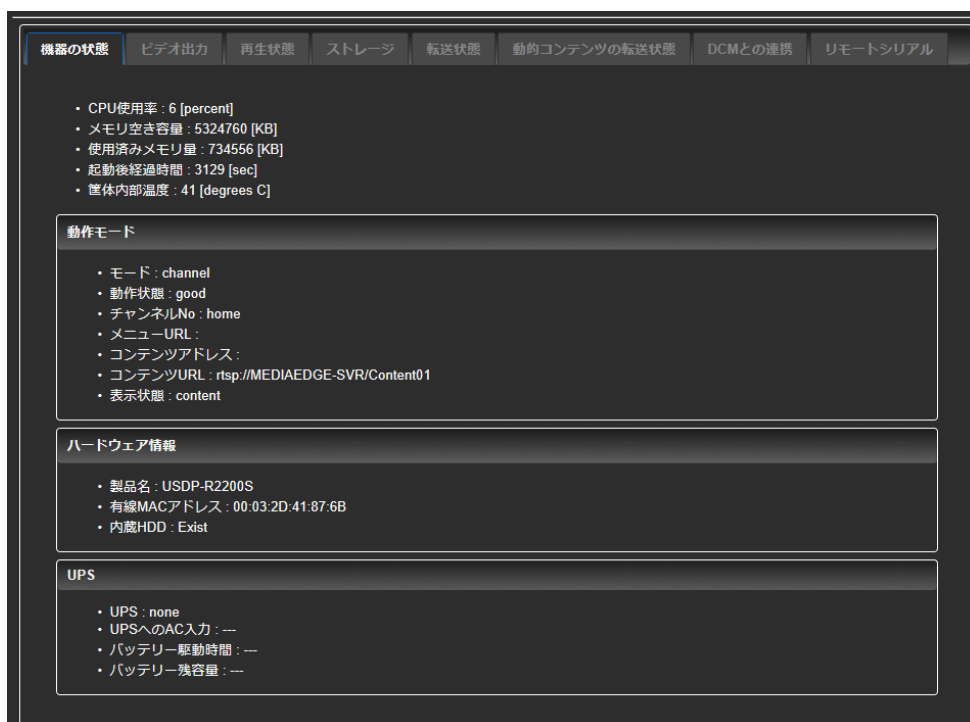 機器の状態 ビデオ出力 再生状態 ストレージ 転送状態 動的コンテンツの転送状態 DCMとの連携 リモートシリアル
・ CPU使用率 : 6 [percent]
・ メモリ空き容量 : 5324760 [KB]
・ 使用済みメモリ量 : 734556 [KB]
・ 起動後経過時間 : 3129 [sec]
・ 筐体内部温度 : 41 [degrees C]
動作モード
・ モード : channel
・ 動作状態 : good
・ チャンネルNo : home
・ メニューURL :
・ コンテンツアドレス :
・ コンテンツURL : rtsp://MEDIAEDGE-SVR/Content01
・ 表示状態 : content
ハードウェア情報
・ 製品名 : USDP-R2200S
・ 有線MACアドレス : 00:03:2D:41:87:6B
・ 内蔵HDD : Exist
UPS
・ UPS : none
・ UPSへのAC入力 : ---
・ バッテリー駆動時間 : ---
・ バッテリー残容量 : ---